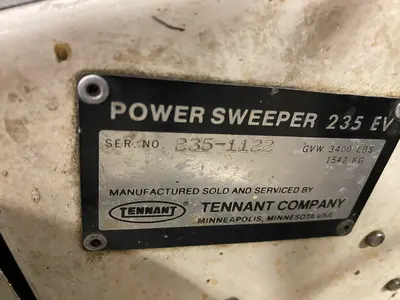 POWER SWEEPER 235 EV
SER. NO. 235-1122
GVW 3400 LBS
1542 KG
MANUFACTURED SOLD AND SERVICED BY
TENNANT TENNANT COMPANY
MINNEAPOLIS, MINNESOTA USA